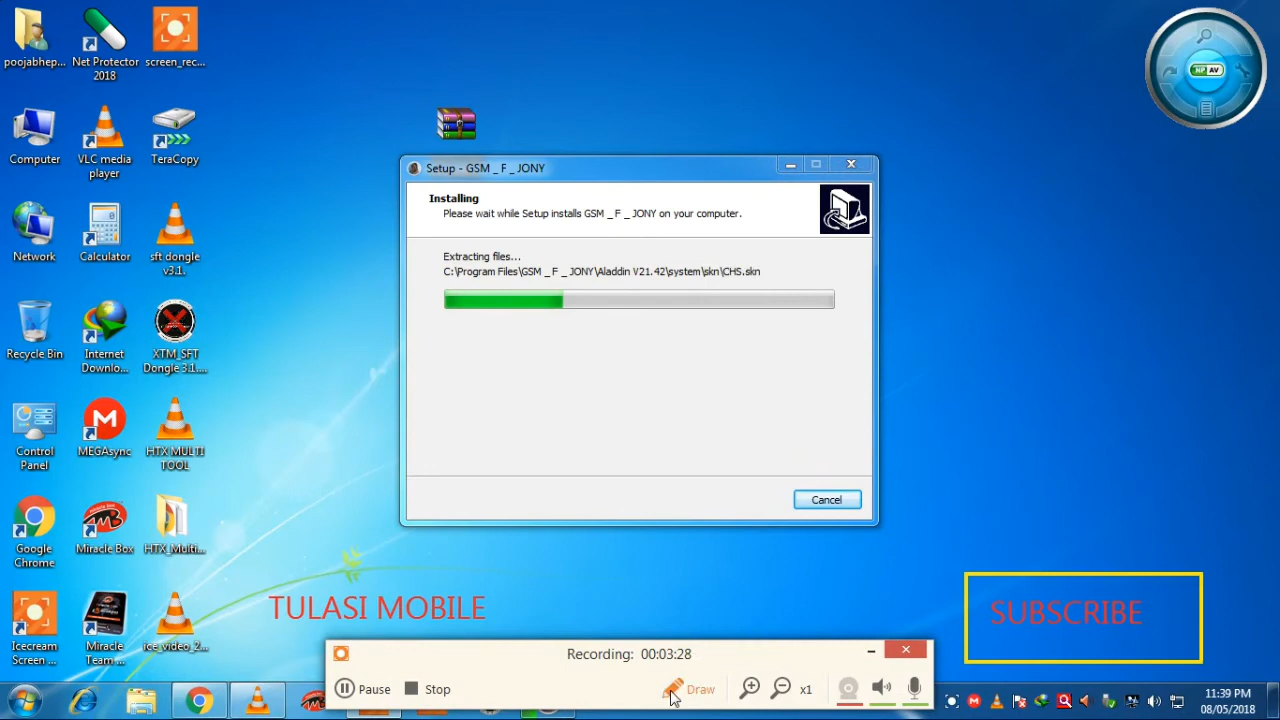 poojabhep...
Net Protector
2018
screen_rec...
Computer
VLC media
player
TeraCopy
Network
Calculator
sft dongle
v3.1.
Recycle Bin
Internet
Downlo...
XTM_SFT
Dongle 3.1....
Control
Panel
MEGAsync
HTX MULTI
TOOL
Google
Chrome
Miracle Box
HTX_Multi...
Icecream
Screen ...
Miracle
Team ...
ice_video_2...
NP AV
Setup - GSM _ F _ JONY
Installing
Please wait while Setup installs GSM _ F _ JONY on your computer.
Extracting files...
C:\Program Files\GSM _ F _ JONY\Aladdin V21.42\system\skn\CHS.skn
Cancel
TULASI MOBILE
SUBSCRIBE
Recording: 00:03:28
Pause
Stop
Draw
x1
11:39 PM
08/05/2018